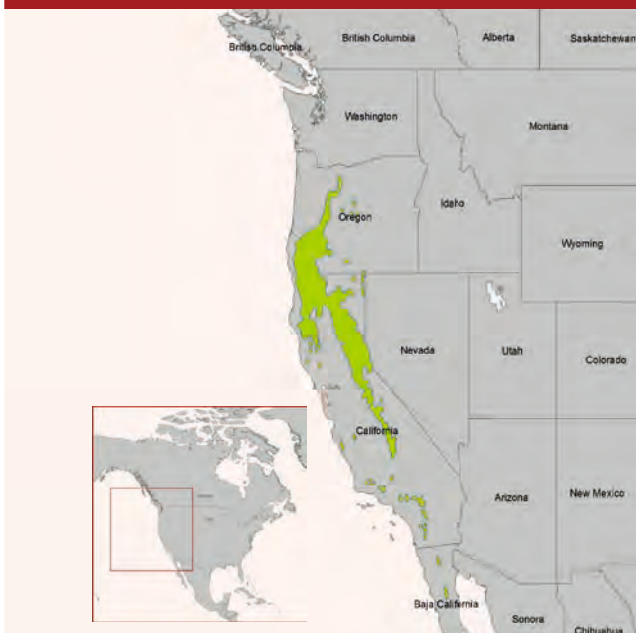 British Columbia
British Columbia
Alberta
Saskatchewan
Washington
Montana
Oregon
Idaho
Wyoming
Nevada
Utah
Colorado
California
Arizona
New Mexico
Baja California
Sonora
Chihuahua